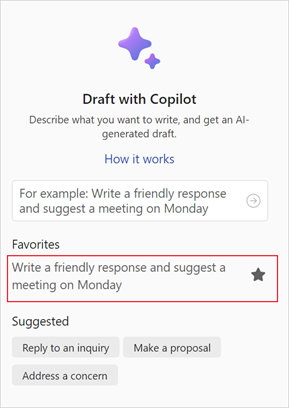 Draft with Copilot
Describe what you want to write, and get an AI-
generated draft.
How it works
For example: Write a friendly response
and suggest a meeting on Monday
Favorites
Write a friendly response and suggest a
meeting on Monday
Suggested
Reply to an inquiry Make a proposal
Address a concern